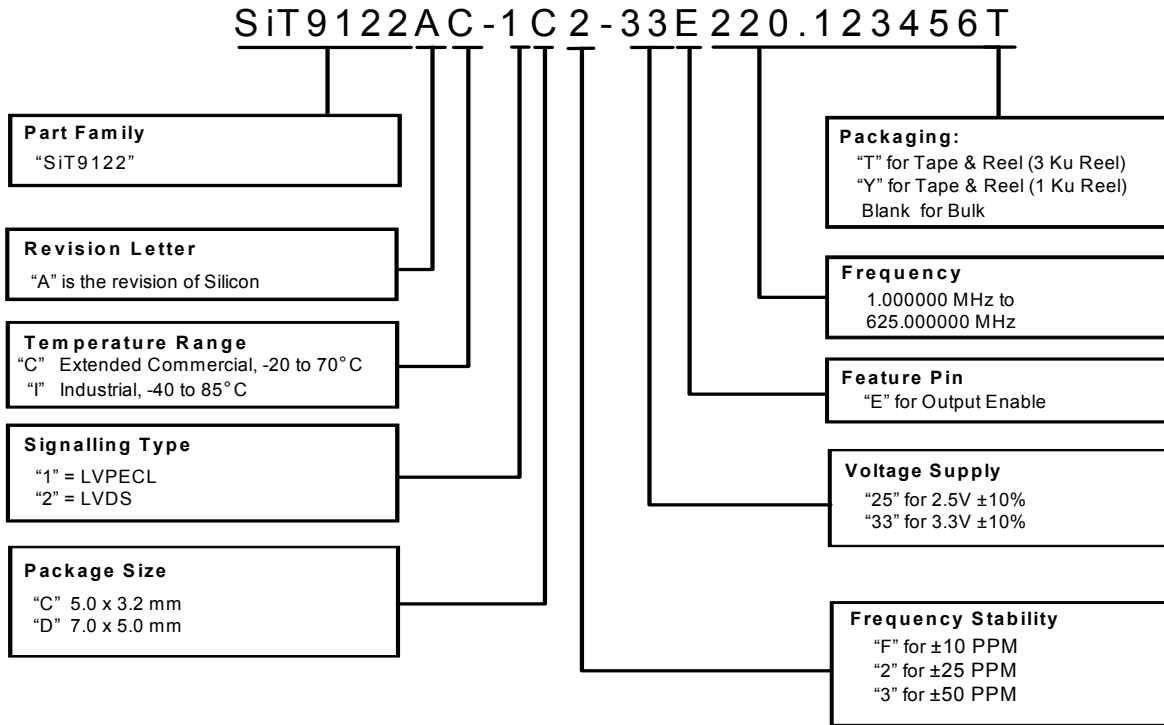 SiT9122AC-1C2-33E220.123456T
Part Family
“SiT9122”
Revision Letter
“A” is the revision of Silicon
Temperature Range
“C” Extended Commercial, -20 to 70°C
“I” Industrial, -40 to 85°C
Signalling Type
“1” = LVPECL
“2” = LVDS
Package Size
“C” 5.0 x 3.2 mm
“D” 7.0 x 5.0 mm
Packaging:
“T” for Tape & Reel (3 Ku Reel)
“Y” for Tape & Reel (1 Ku Reel)
Blank for Bulk
Frequency
1.000000 MHz to
625.000000 MHz
Feature Pin
“E” for Output Enable
Voltage Supply
“25” for 2.5V ±10%
“33” for 3.3V ±10%
Frequency Stability
“F” for ±10 PPM
“2” for ±25 PPM
“3” for ±50 PPM